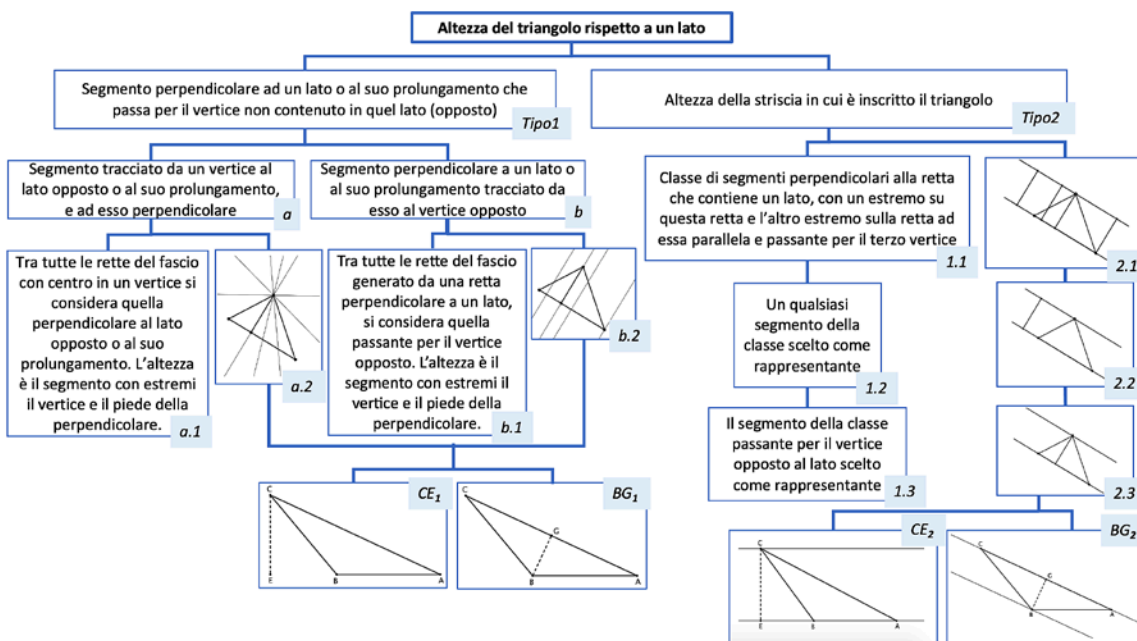 Altezza del triangolo rispetto a un lato
Segmento perpendicolare ad un lato o al suo prolungamento che
passa per il vertice non contenuto in quel lato (opposto)
Tipo1
Altezza della striscia in cui è inscritto il triangolo
Tipo2
Segmento tracciato da un vertice al
lato opposto o al suo prolungamento,
e ad esso perpendicolare
a
Segmento perpendicolare a un lato o
al suo prolungamento tracciato da
esso al vertice opposto
b
Classe di segmenti perpendicolari alla retta
che contiene un lato, con un estremo su
questa retta e l'altro estremo sulla retta ad
essa parallela e passante per il terzo vertice
1.1
2.1
Tra tutte le rette del fascio
con centro in un vertice si
considera quella
perpendicolare al lato
opposto o al suo
prolungamento. L'altezza
è il segmento con estremi
il vertice e il piede della
perpendicolare.
a.1
a.2
Tra tutte le rette del fascio
generato da una retta
perpendicolare a un lato,
si considera quella
passante per il vertice
opposto. L'altezza è il
segmento con estremi il
vertice e il piede della
perpendicolare.
b.1
b.2
Un qualsiasi
segmento della
classe scelto come
rappresentante
1.2
2.2
Il segmento della classe
passante per il vertice
opposto al lato scelto
come rappresentante
1.3
2.3
CE1
C
E
B
A
BG1
C
G
B
A
CE2
C
E
B
A
BG2
C
G
B
A